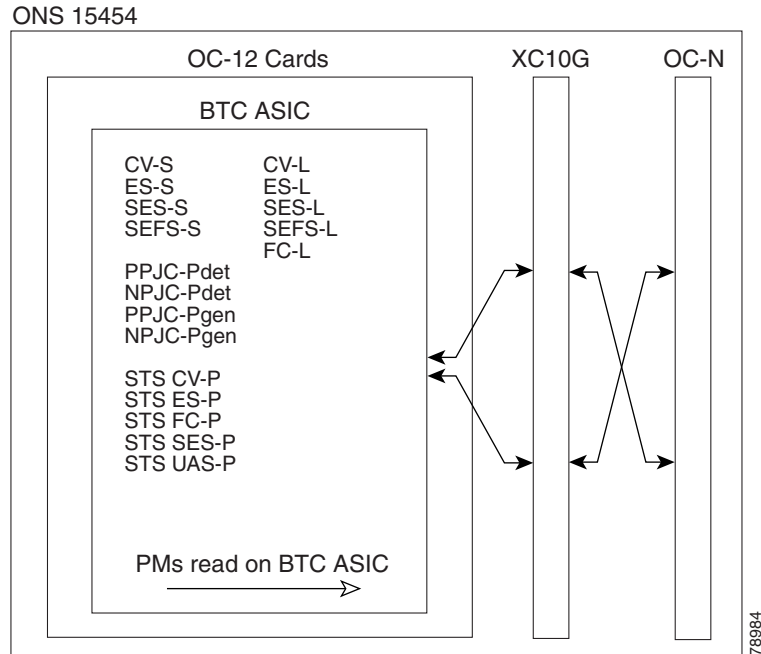 ONS 15454
OC-12 Cards
XC10G
OC-N
BTC ASIC
CV-S
ES-S
SES-S
SEFS-S
CV-L
ES-L
SES-L
SEFS-L
FC-L
PPJC-Pdet
NPJC-Pdet
PPJC-Pgen
NPJC-Pgen
STS CV-P
STS ES-P
STS FC-P
STS SES-P
STS UAS-P
PMs read on BTC ASIC
78984